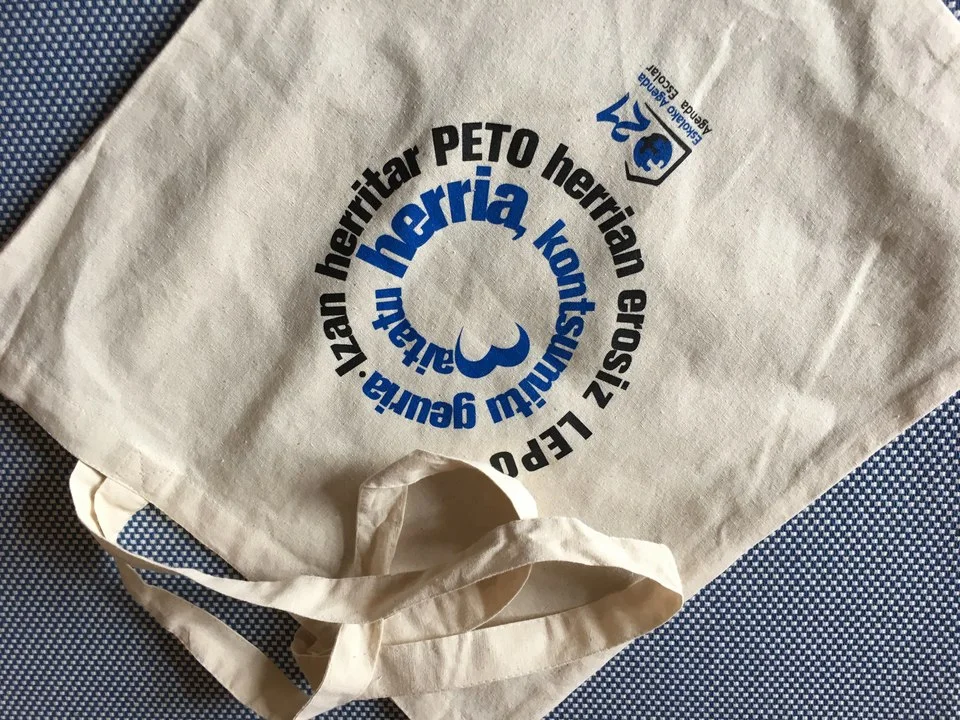 Izan herritar PETO herrian erosiz LEPO
Maitatu herria, kontsumitu geuria ·
21
Eskolako Agenda
Agenda Escolar